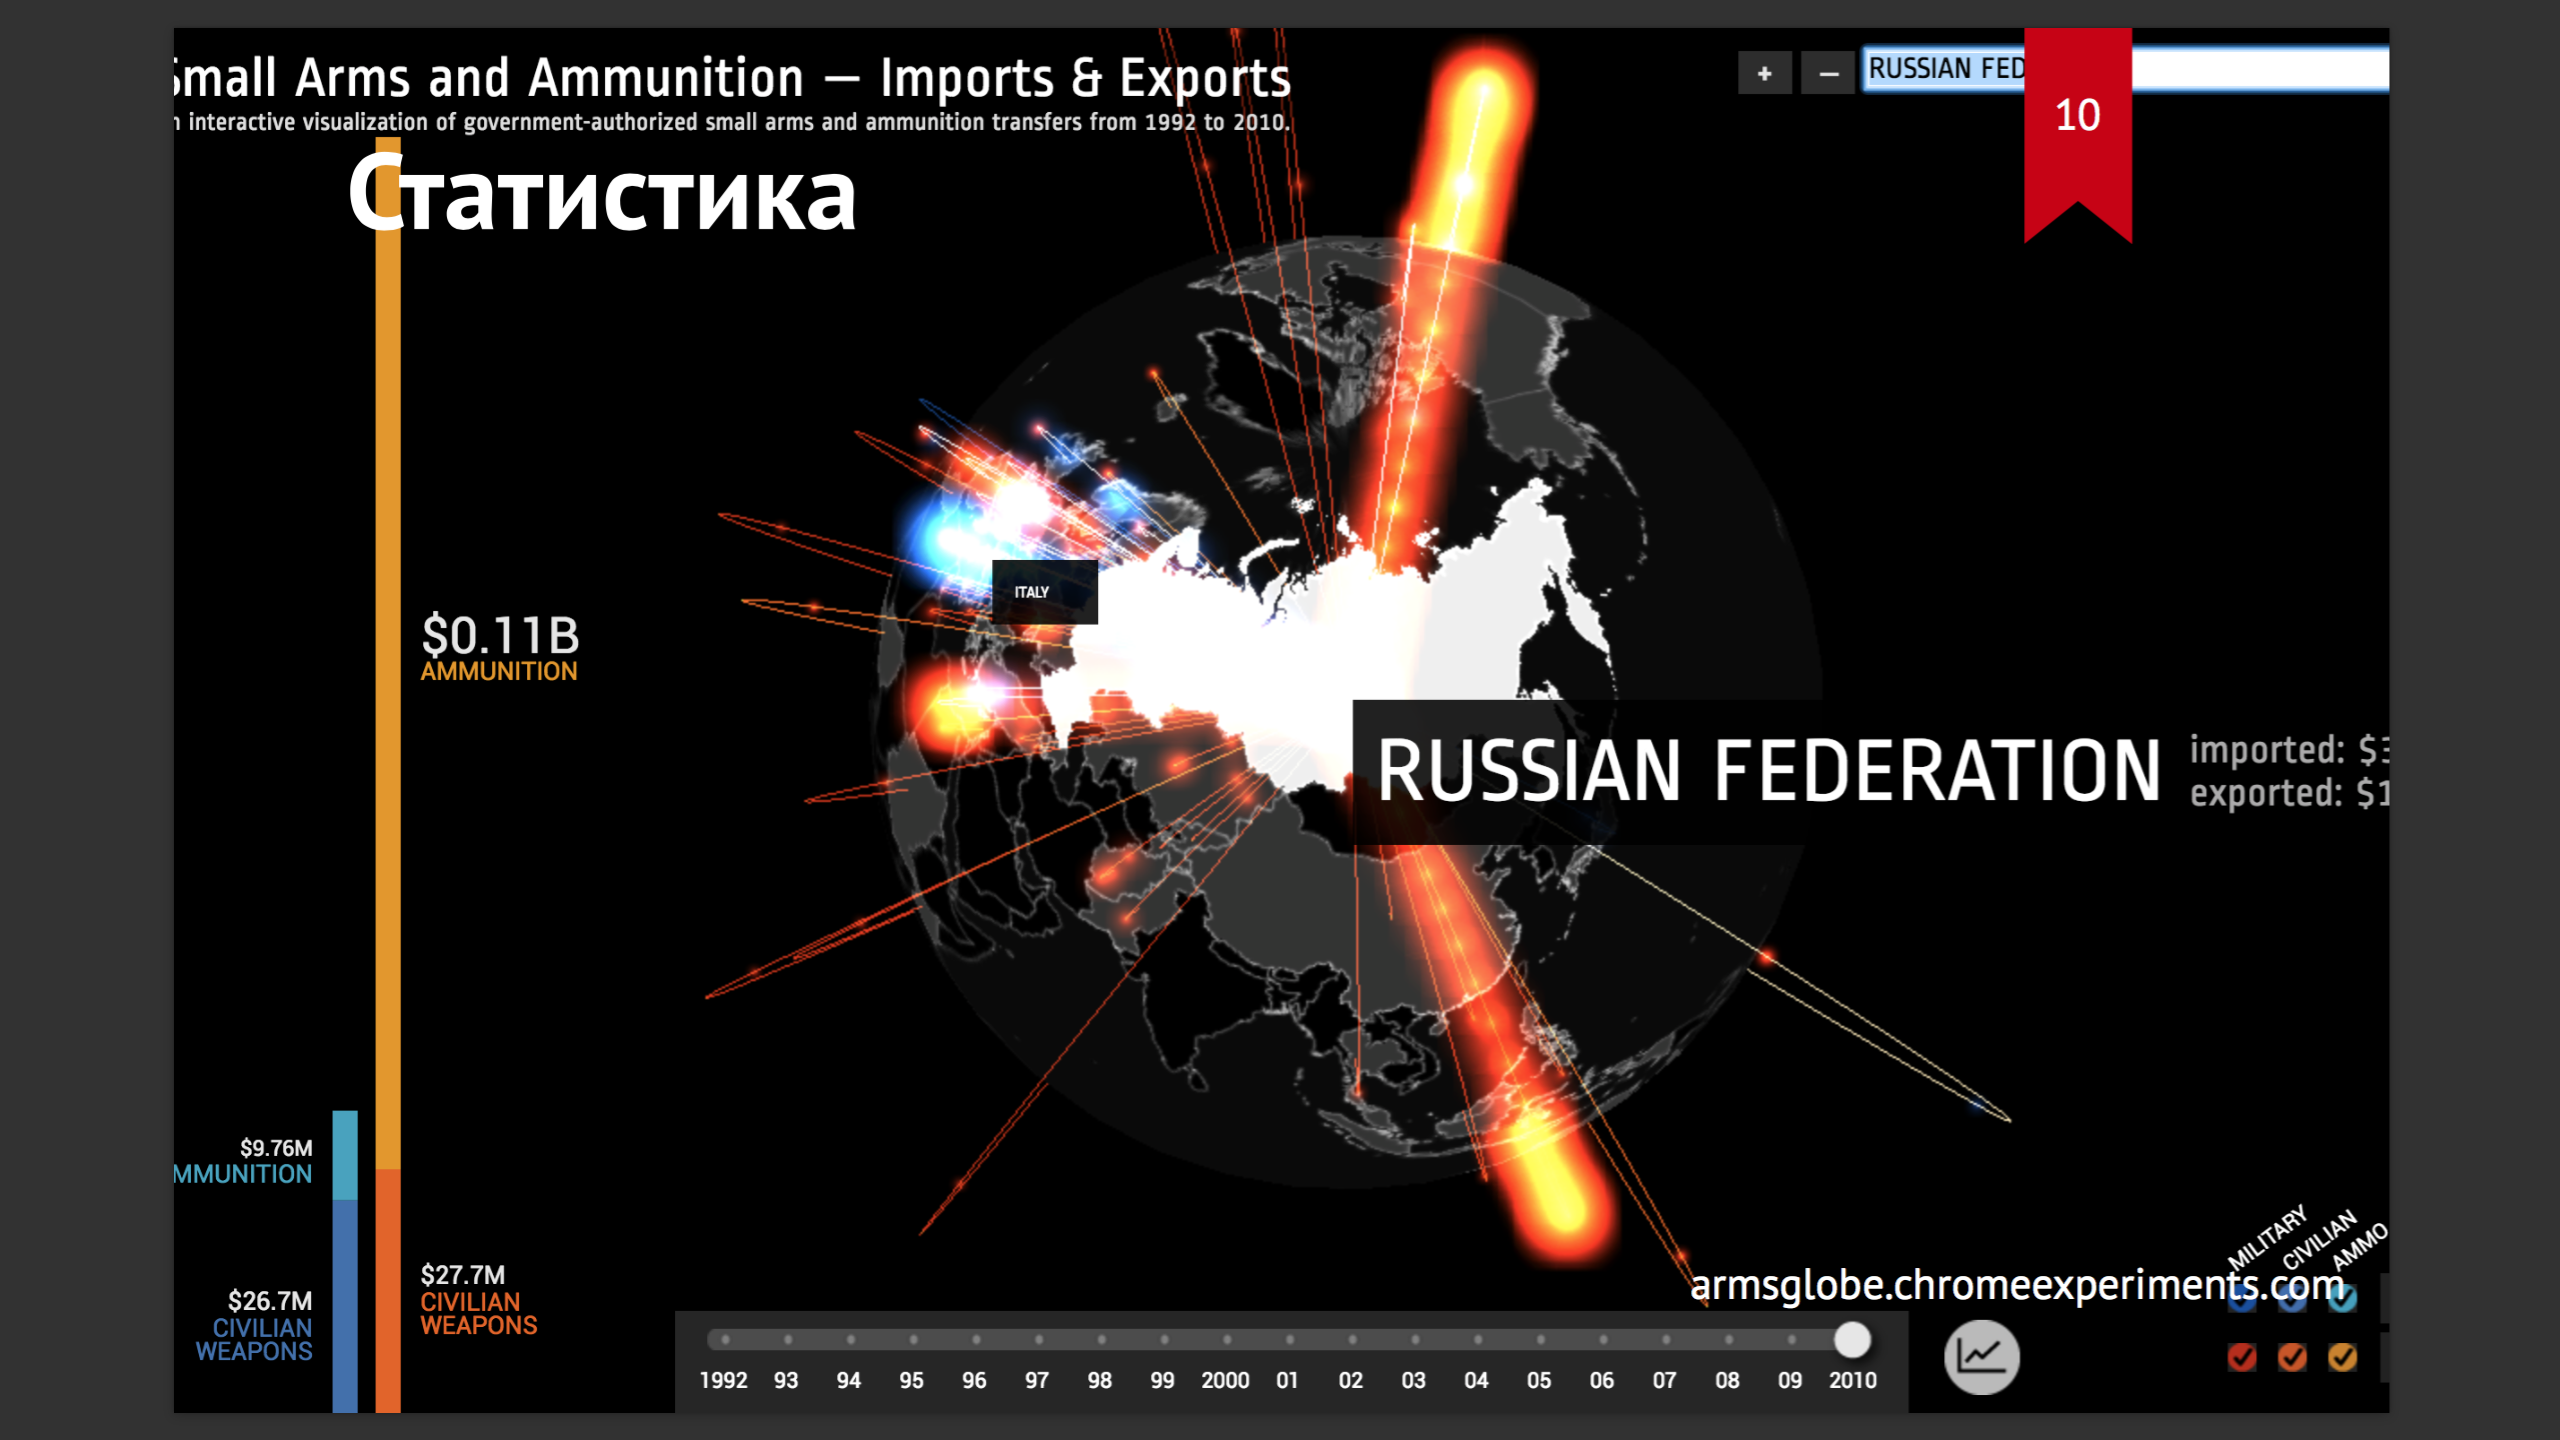 Small Arms and Ammunition — Imports & Exports
n interactive visualization of government-authorized small arms and ammunition transfers from 1992 to 2010.
+ – RUSSIAN FED
10
Статистика
ITALY
$0.11B
AMMUNITION
RUSSIAN FEDERATION
imported: $3
exported: $1
$9.76M
MMUNITION
$26.7M
CIVILIAN
WEAPONS
$27.7M
CIVILIAN
WEAPONS
MILITARY
CIVILIAN
AMMO
armsglobe.chromeexperiments.com
1992 93 94 95 96 97 98 99 2000 01 02 03 04 05 06 07 08 09 2010